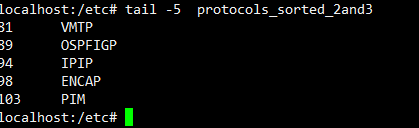 localhost:/etc# tail -5  protocols_sorted_2and3
81      VMTP
89      OSPFIGP
94      IPIP
98      ENCAP
103     PIM
localhost:/etc#